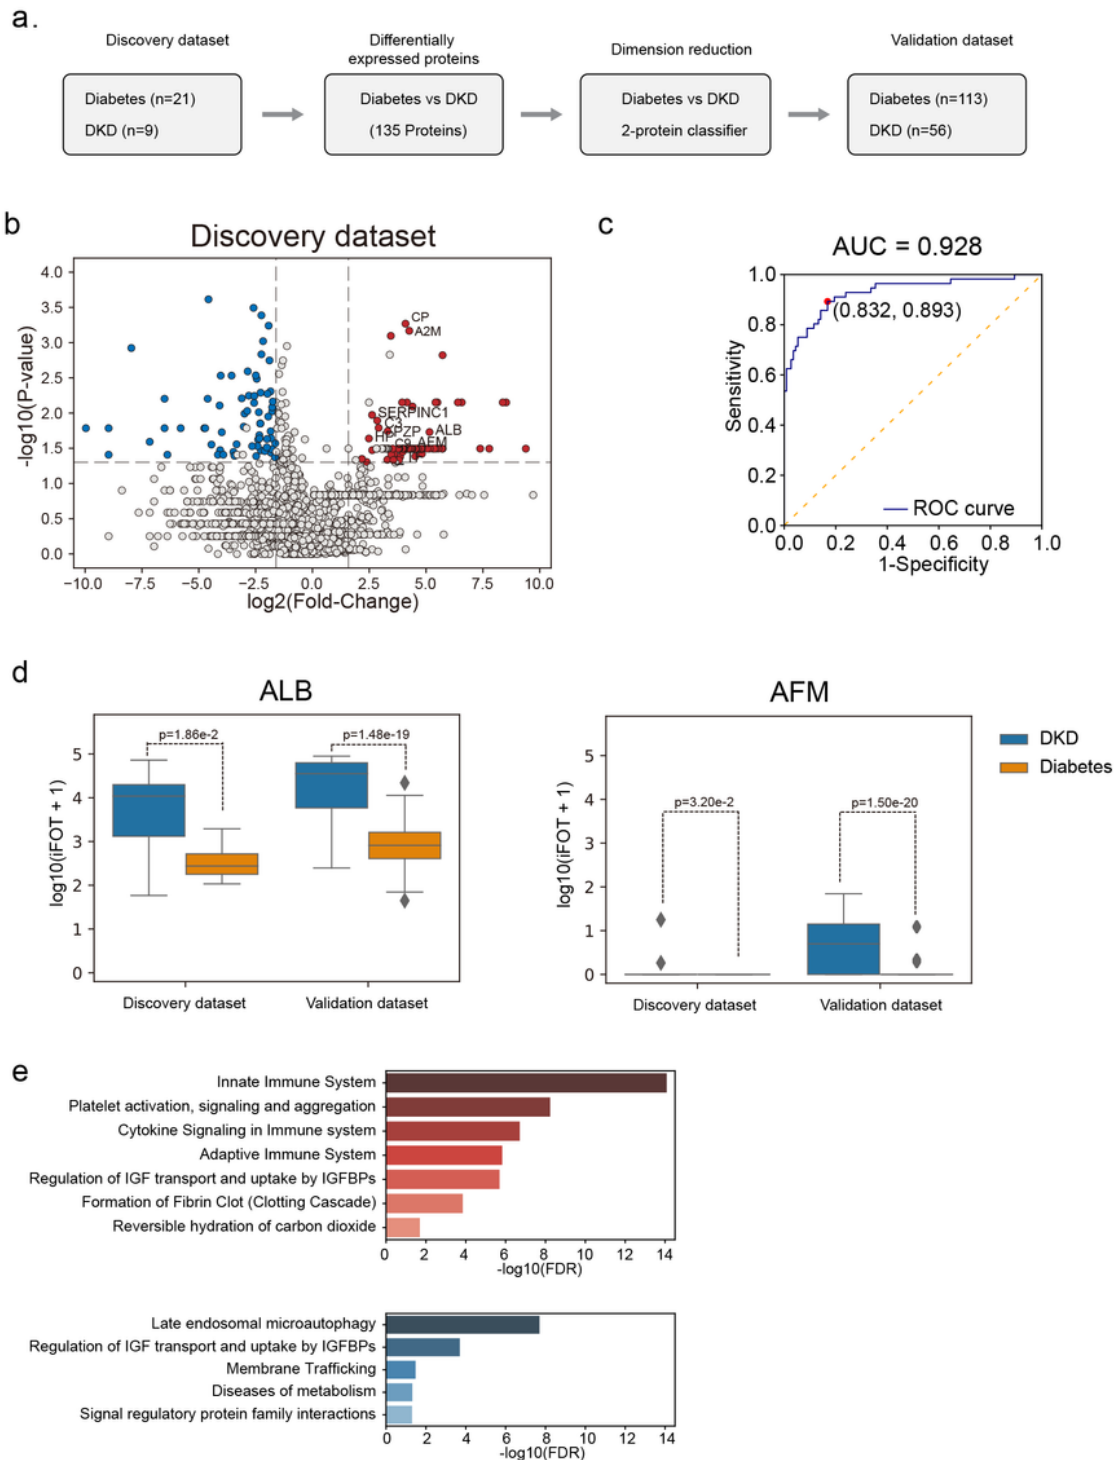 a.
Discovery dataset
Diabetes (n=21)
DKD (n=9)
Differentially
expressed proteins
Diabetes vs DKD
(135 Proteins)
Dimension reduction
Diabetes vs DKD
2-protein classifier
Validation dataset
Diabetes (n=113)
DKD (n=56)
b
Discovery dataset
-log10(P-value)
4.0
3.5
3.0
2.5
2.0
1.5
1.0
0.5
0.0
CP
A2M
SERPINC1
C3
PZP
ALB
HP
C9
AFM
−10.0 −7.5 −5.0 −2.5 0.0 2.5 5.0 7.5 10.0
log2(Fold-Change)
c
AUC = 0.928
Sensitivity
1.0
0.8
0.6
0.4
0.2
0.0
(0.832, 0.893)
ROC curve
0.0 0.2 0.4 0.6 0.8 1.0
1-Specificity
d
ALB
log10(iFOT + 1)
5
4
3
2
1
0
p=1.86e-2
p=1.48e-19
Discovery dataset Validation dataset
AFM
log10(iFOT + 1)
5
4
3
2
1
0
p=3.20e-2
p=1.50e-20
Discovery dataset Validation dataset
DKD
Diabetes
e
Innate Immune System
Platelet activation, signaling and aggregation
Cytokine Signaling in Immune system
Adaptive Immune System
Regulation of IGF transport and uptake by IGFBPs
Formation of Fibrin Clot (Clotting Cascade)
Reversible hydration of carbon dioxide
0 2 4 6 8 10 12 14
-log10(FDR)
Late endosomal microautophagy
Regulation of IGF transport and uptake by IGFBPs
Membrane Trafficking
Diseases of metabolism
Signal regulatory protein family interactions
0 2 4 6 8 10 12 14
-log10(FDR)